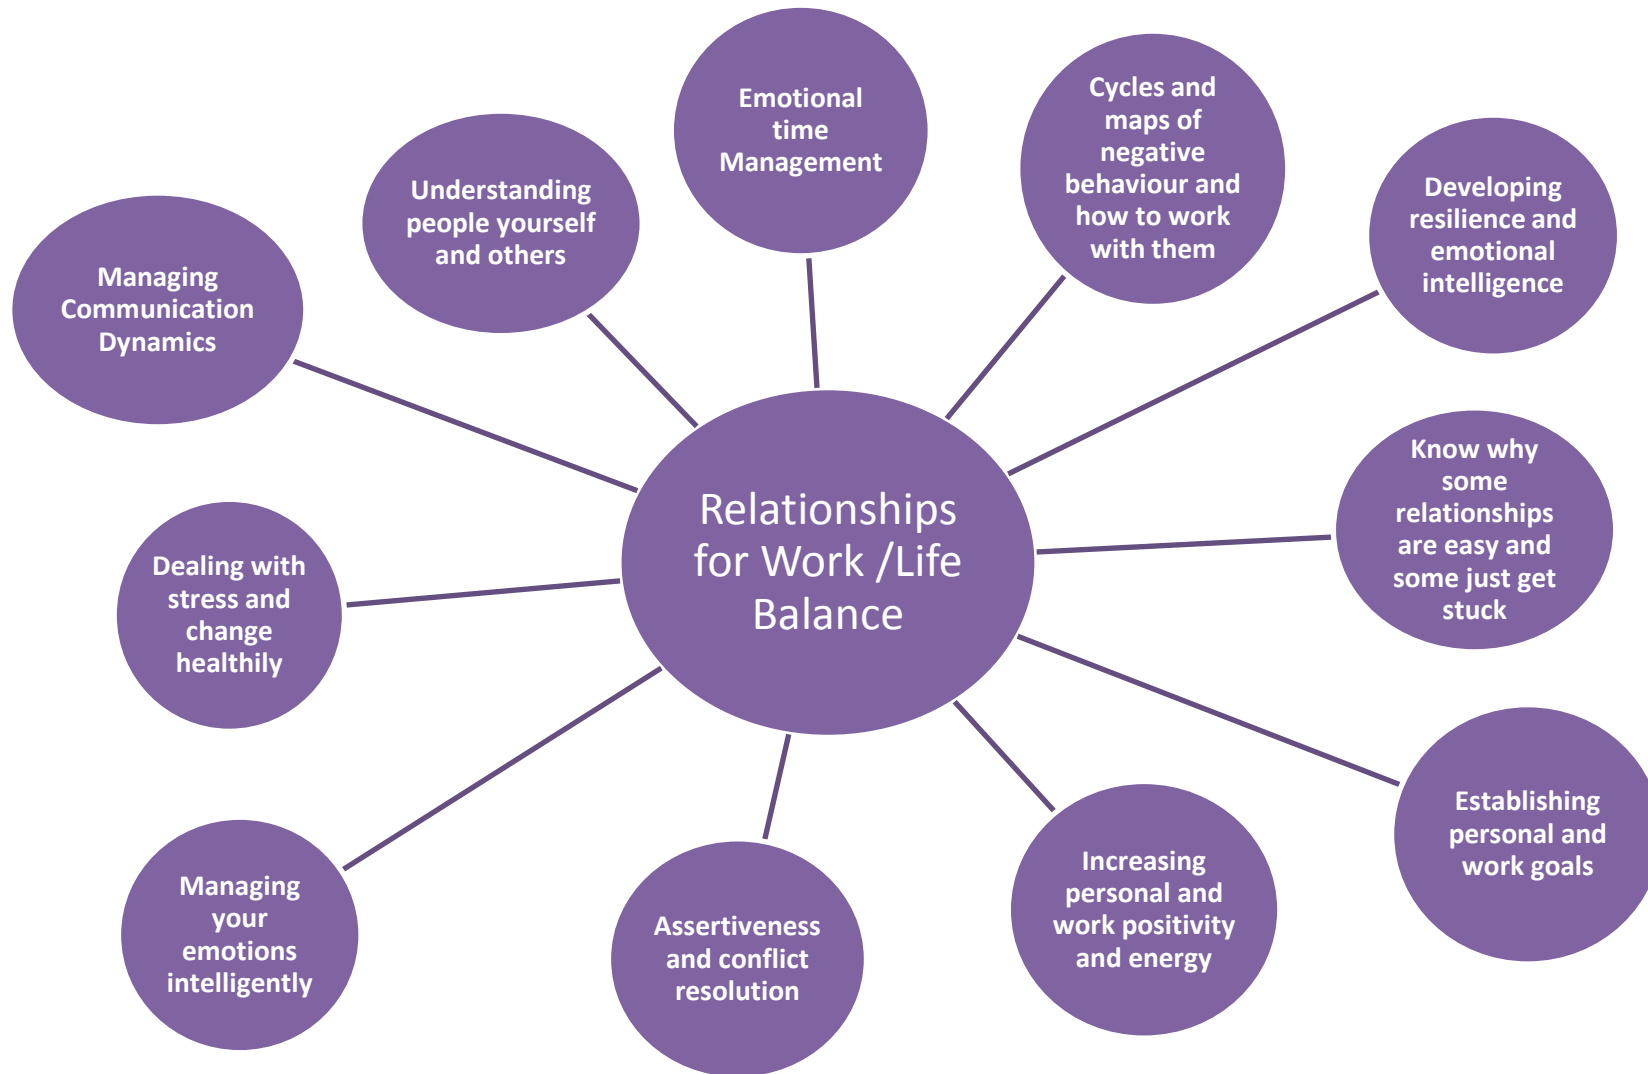 Emotional
time
Management
Cycles and
maps of
negative
behaviour and
how to work
with them
Developing
resilience and
emotional
intelligence
Know why
some
relationships
are easy and
some just get
stuck
Establishing
personal and
work goals
Increasing
personal and
work positivity
and energy
Assertiveness
and conflict
resolution
Managing
your
emotions
intelligently
Dealing with
stress and
change
healthily
Managing
Communication
Dynamics
Understanding
people yourself
and others
Relationships
for Work /Life
Balance